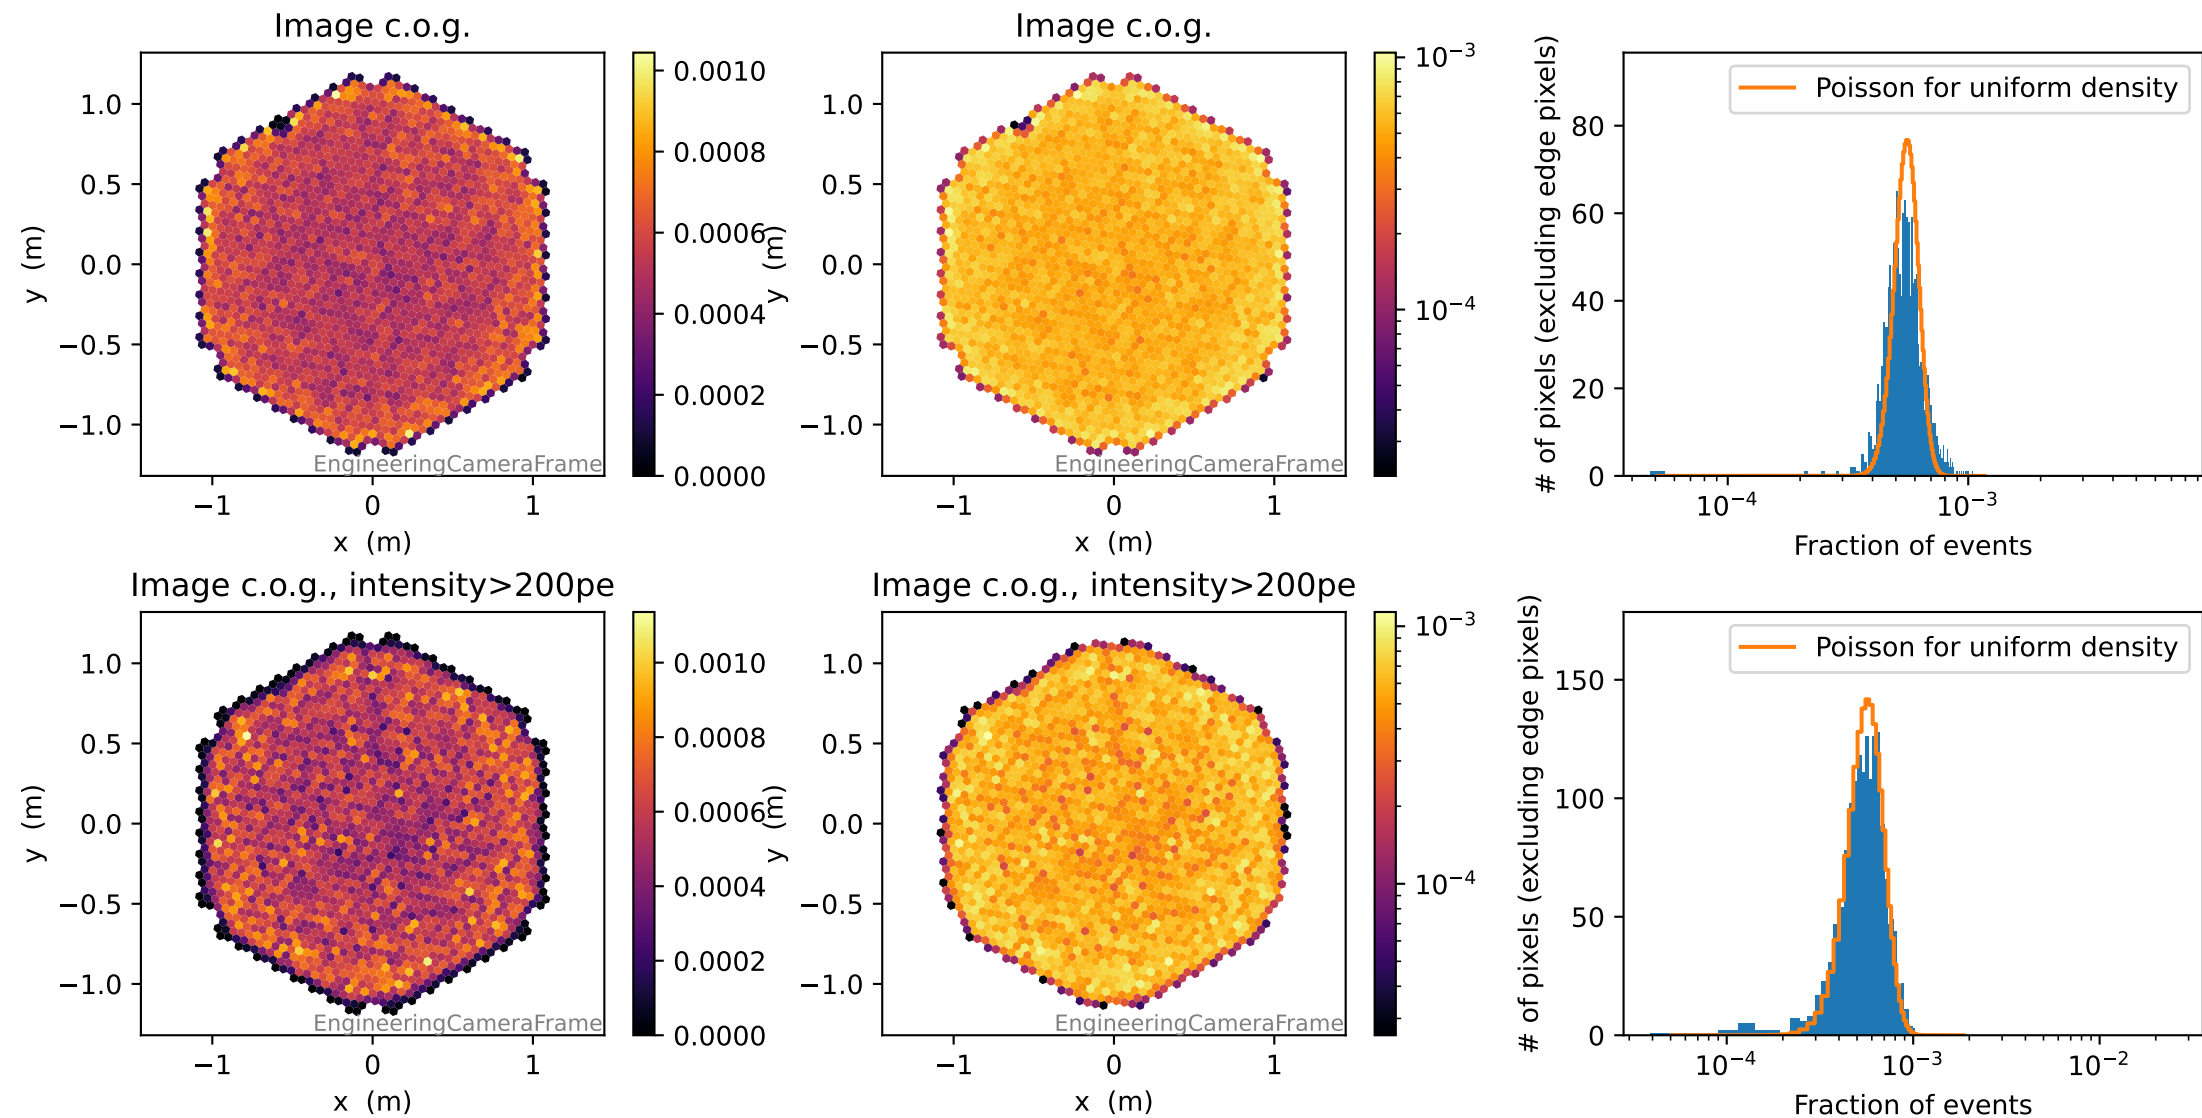 Image c.o.g.
1.0
0.5
0.0
−0.5
−1.0
y (m)
EngineeringCameraFrame
−1
0
1
x (m)
0.0010
0.0008
0.0006
0.0004
0.0002
0.0000
Image c.o.g.
1.0
0.5
0.0
−0.5
−1.0
y (m)
EngineeringCameraFrame
−1
0
1
x (m)
10⁻³
10⁻⁴
# of pixels (excluding edge pixels)
Poisson for uniform density
80
60
40
20
0
10⁻⁴
10⁻³
Fraction of events
Image c.o.g., intensity>200pe
1.0
0.5
0.0
−0.5
−1.0
y (m)
EngineeringCameraFrame
−1
0
1
x (m)
0.0010
0.0008
0.0006
0.0004
0.0002
0.0000
Image c.o.g., intensity>200pe
1.0
0.5
0.0
−0.5
−1.0
y (m)
EngineeringCameraFrame
−1
0
1
x (m)
10⁻³
10⁻⁴
# of pixels (excluding edge pixels)
Poisson for uniform density
150
100
50
0
10⁻⁴
10⁻³
10⁻²
Fraction of events